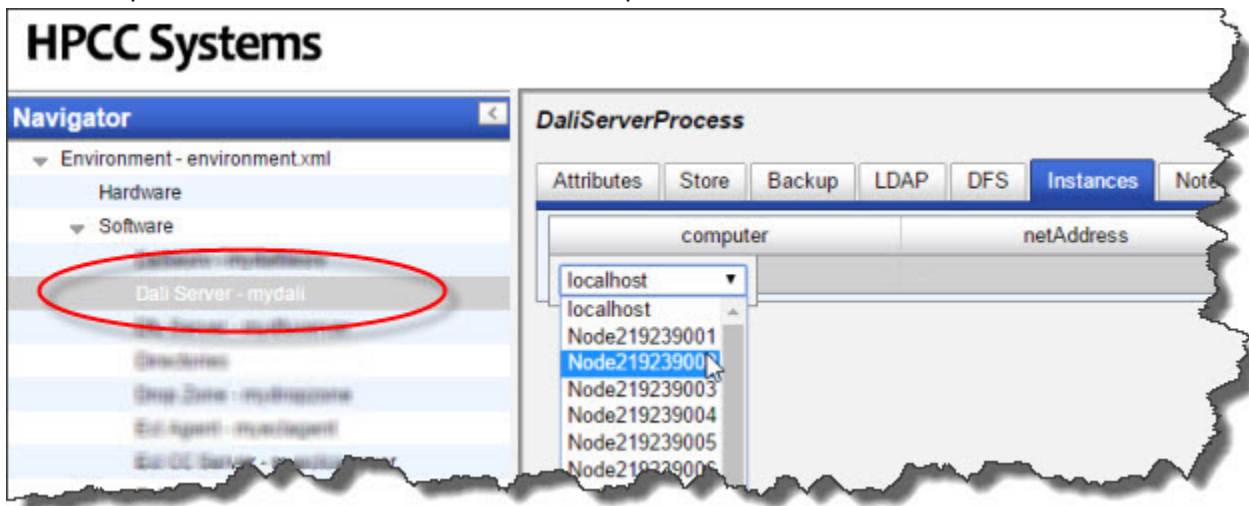 HPCC Systems
Navigator
Environment - environment.xml
Hardware
Software
Dali Server - mydali
Directories
DaliServerProcess
Attributes Store Backup LDAP DFS Instances
computer netAddress
localhost
localhost
Node219239001
Node219239003
Node219239004
Node219239005